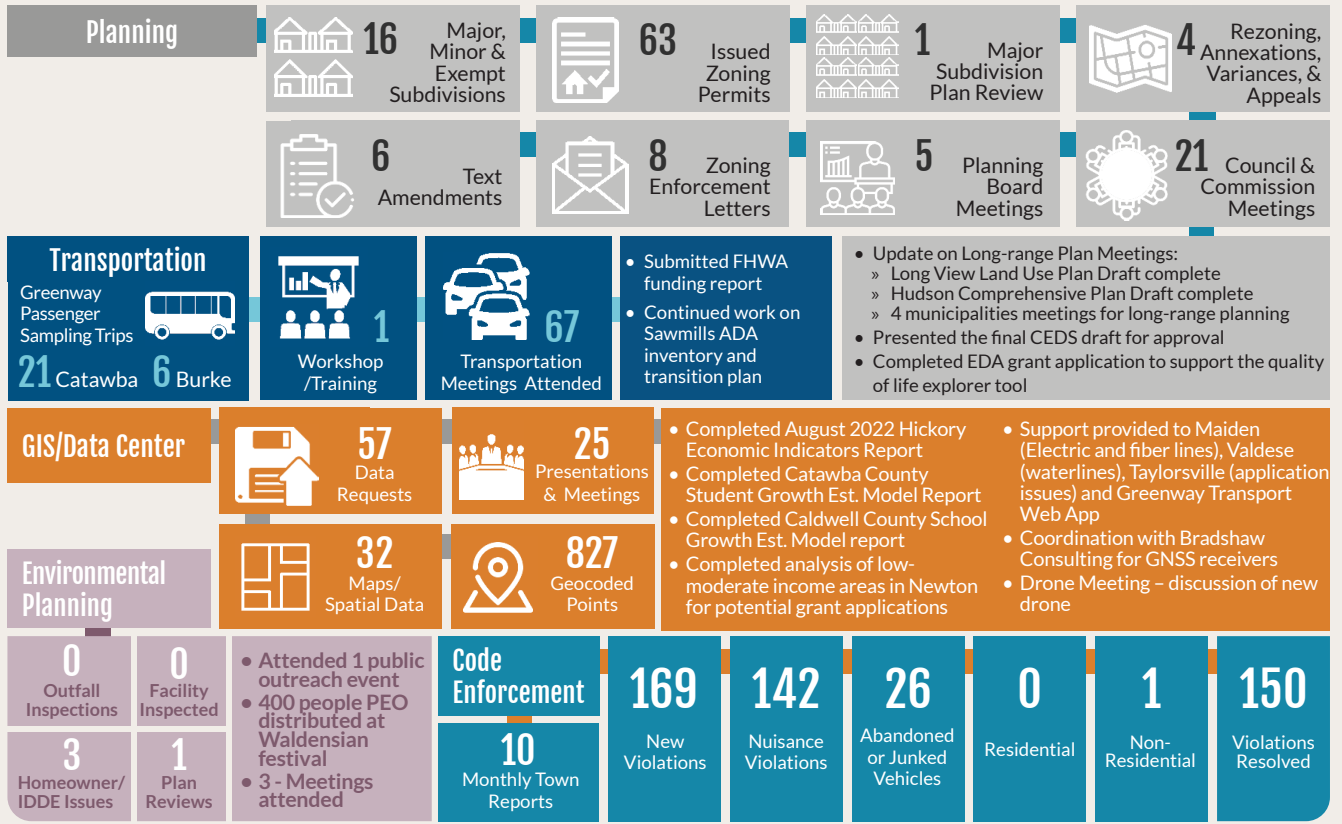 Planning
16
Major,
Minor &
Exempt
Subdivisions
63
Issued
Zoning
Permits
1
Major
Subdivision
Plan Review
4
Rezoning,
Annexations,
Variances, &
Appeals
6
Text
Amendments
8
Zoning
Enforcement
Letters
5
Planning
Board
Meetings
21
Council &
Commission
Meetings
Transportation
Greenway
Passenger
Sampling Trips
21 Catawba 6 Burke
1
Workshop
/Training
67
Transportation
Meetings Attended
• Submitted FHWA
funding report
• Continued work on
Sawmills ADA
inventory and
transition plan
• Update on Long-range Plan Meetings:
» Long View Land Use Plan Draft complete
» Hudson Comprehensive Plan Draft complete
» 4 municipalities meetings for long-range planning
• Presented the final CEDS draft for approval
• Completed EDA grant application to support the quality
of life explorer tool
GIS/Data Center
57
Data
Requests
25
Presentations
& Meetings
32
Maps/
Spatial Data
827
Geocoded
Points
• Completed August 2022 Hickory
Economic Indicators Report
• Completed Catawba County
Student Growth Est. Model Report
• Completed Caldwell County School
Growth Est. Model report
• Completed analysis of low-
moderate income areas in Newton
for potential grant applications
• Support provided to Maiden
(Electric and fiber lines), Valdese
(waterlines), Taylorsville (application
issues) and Greenway Transport
Web App
• Coordination with Bradshaw
Consulting for GNSS receivers
• Drone Meeting – discussion of new
drone
Environmental
Planning
0
Outfall
Inspections
0
Facility
Inspected
3
Homeowner/
IDDE Issues
1
Plan
Reviews
• Attended 1 public
outreach event
• 400 people PEO
distributed at
Waldensian
festival
• 3 - Meetings
attended
Code
Enforcement
10
Monthly Town
Reports
169
New
Violations
142
Nuisance
Violations
26
Abandoned
or Junked
Vehicles
0
Residential
1
Non-
Residential
150
Violations
Resolved